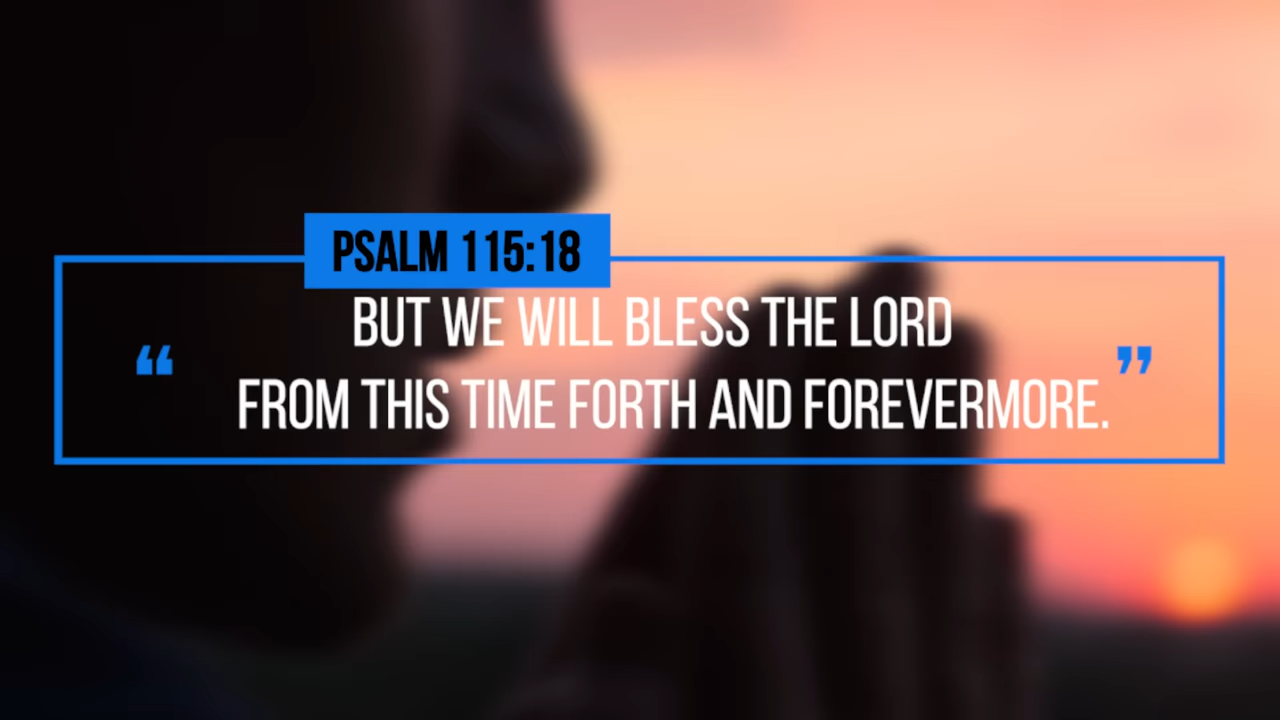 PSALM 115:18
BUT WE WILL BLESS THE LORD
“ FROM THIS TIME FORTH AND FOREVERMORE. ”